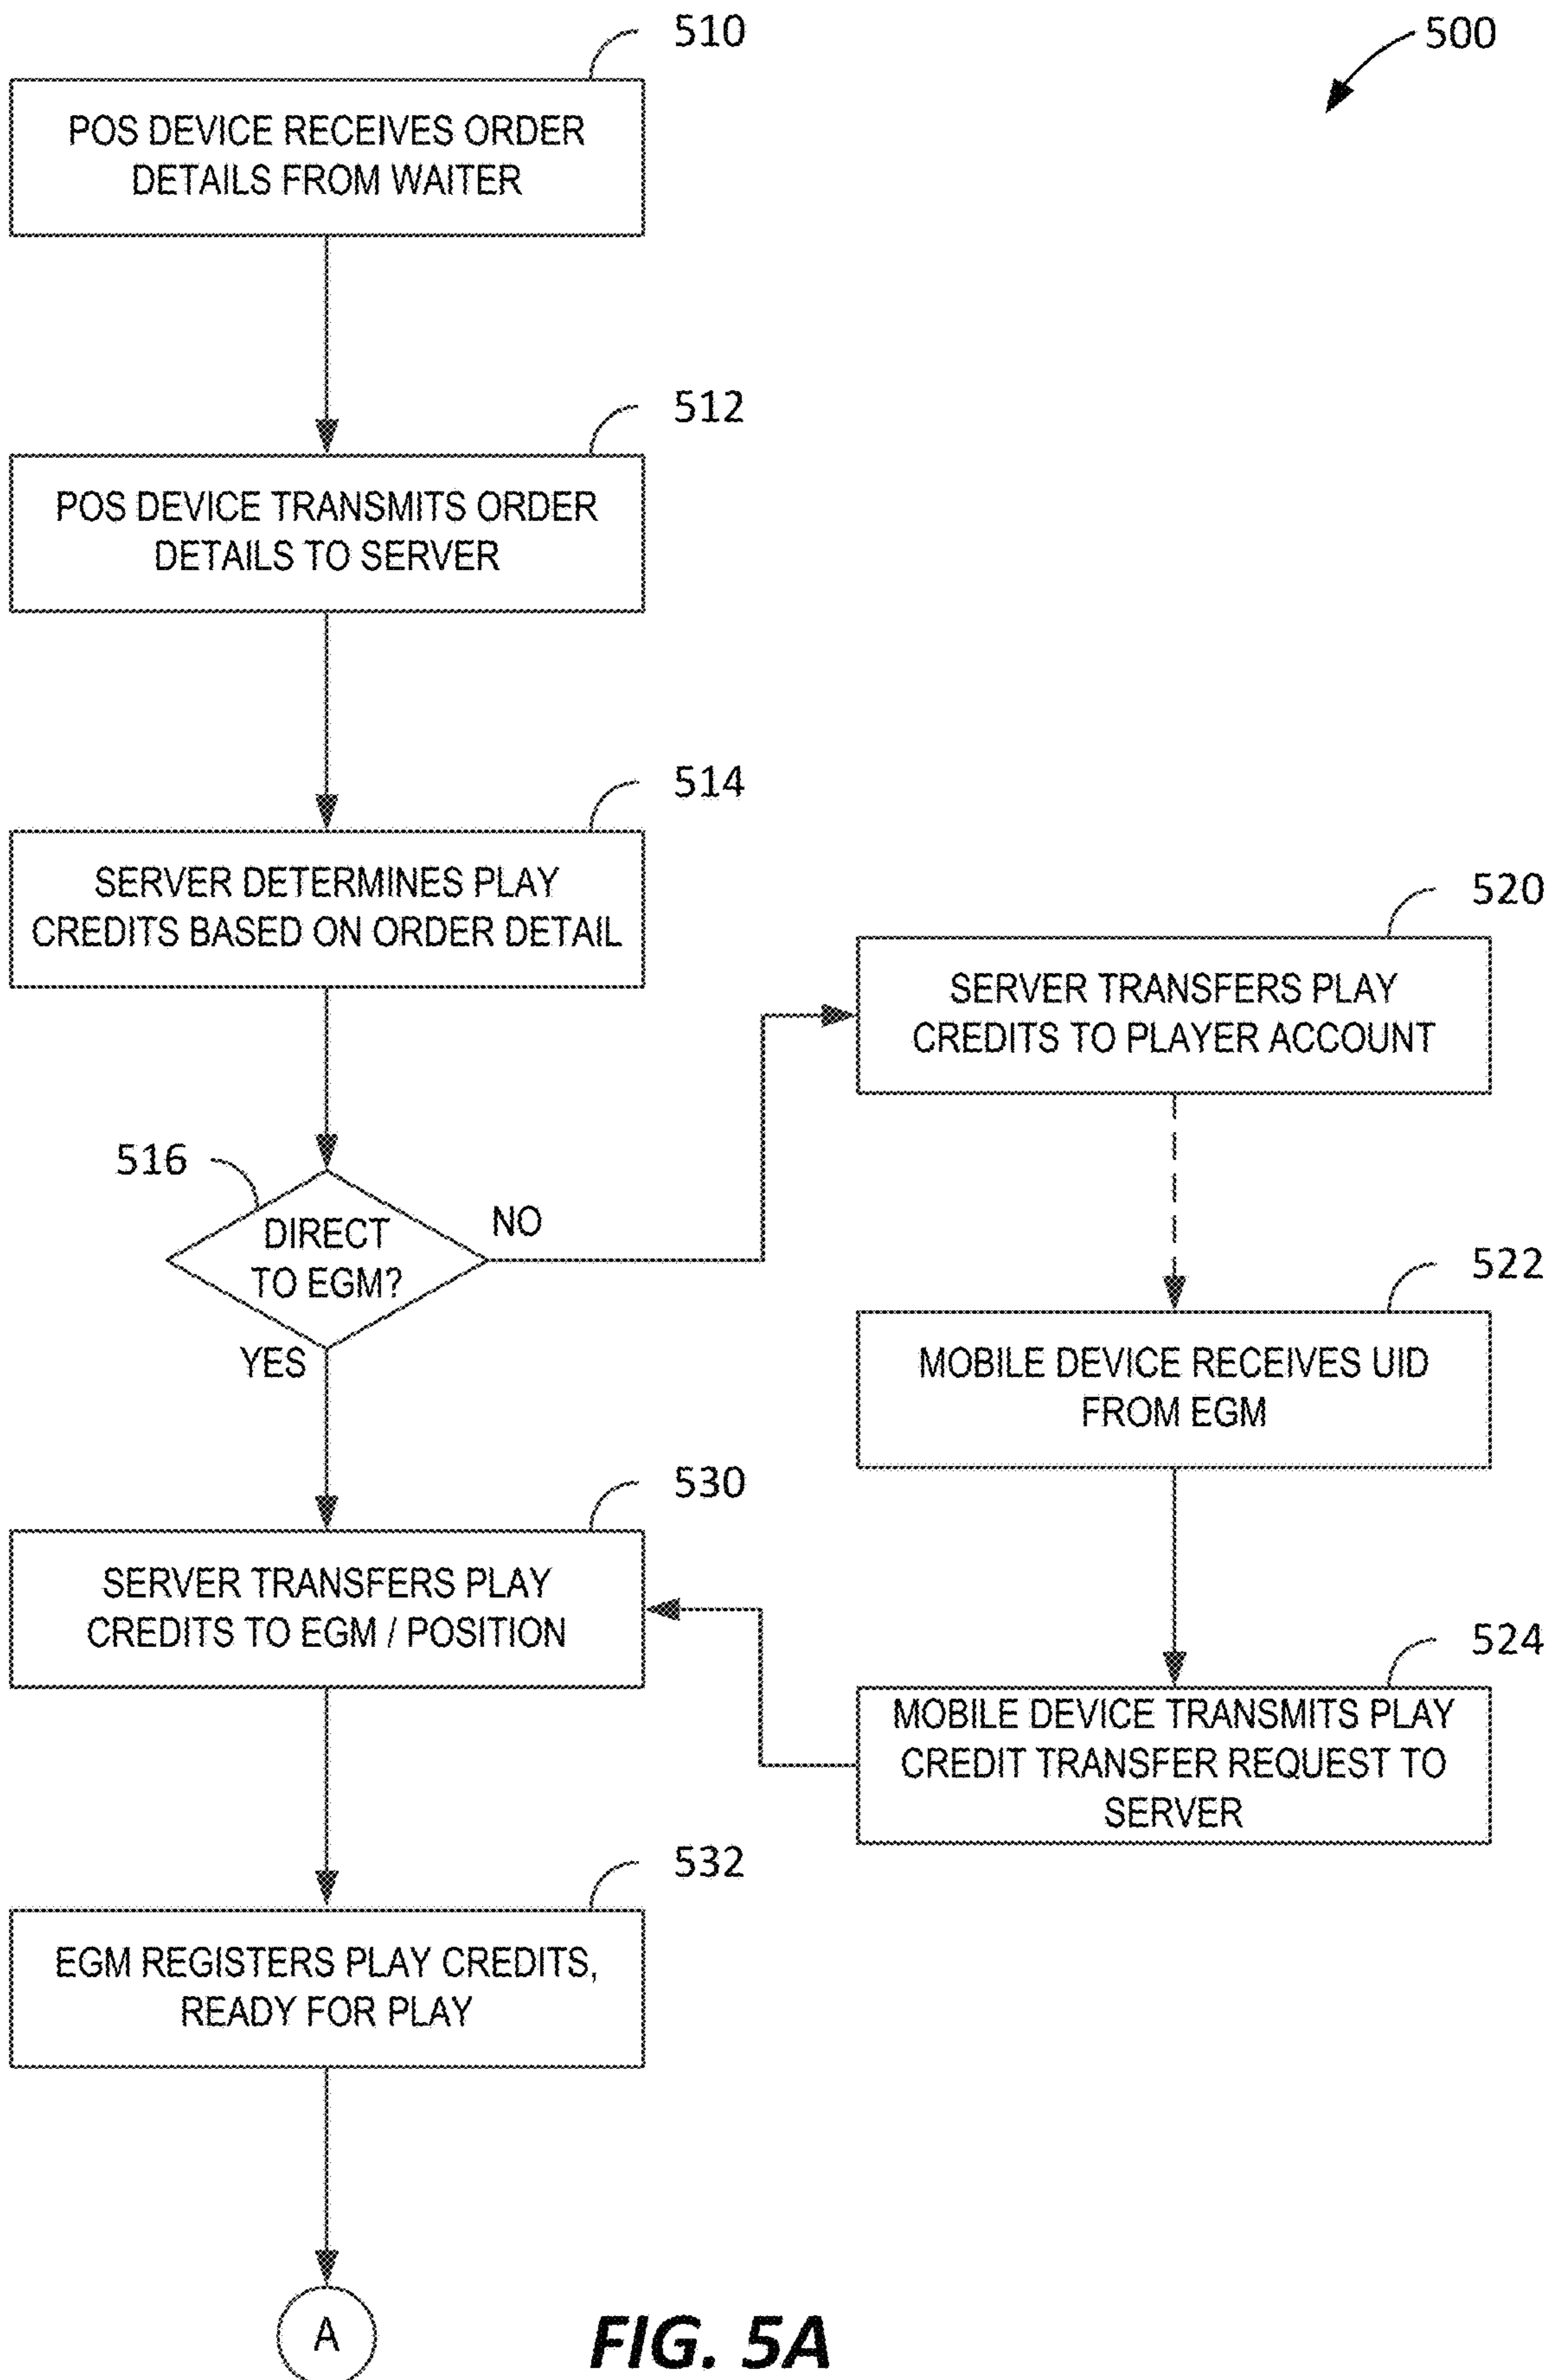 510
500
POS DEVICE RECEIVES ORDER
DETAILS FROM WAITER
512
POS DEVICE TRANSMITS ORDER
DETAILS TO SERVER
514
SERVER DETERMINES PLAY
CREDITS BASED ON ORDER DETAIL
520
SERVER TRANSFERS PLAY
CREDITS TO PLAYER ACCOUNT
516
DIRECT
TO EGM?
NO
YES
522
MOBILE DEVICE RECEIVES UID
FROM EGM
530
SERVER TRANSFERS PLAY
CREDITS TO EGM / POSITION
524
MOBILE DEVICE TRANSMITS PLAY
CREDIT TRANSFER REQUEST TO
SERVER
532
EGM REGISTERS PLAY CREDITS,
READY FOR PLAY
A
FIG. 5A